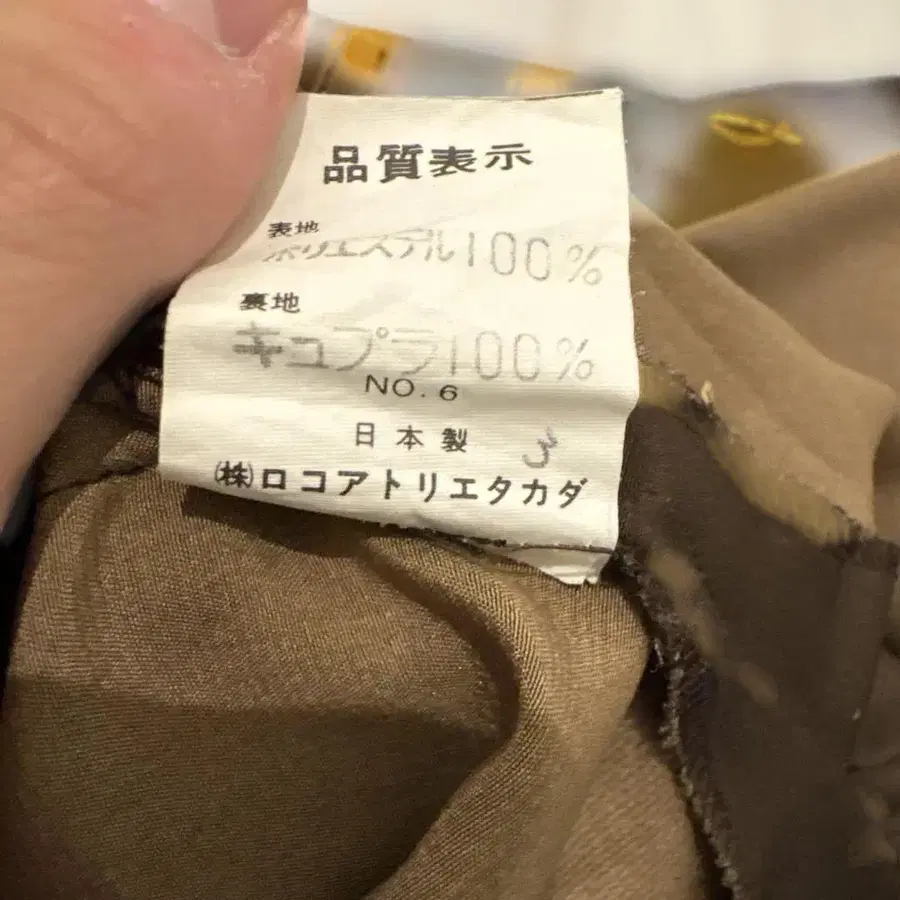 品質表示
表地
ポリエステル100%
裏地
キュプラ100%
NO. 6
日本製 3
㈱ロコアトリエタカダ